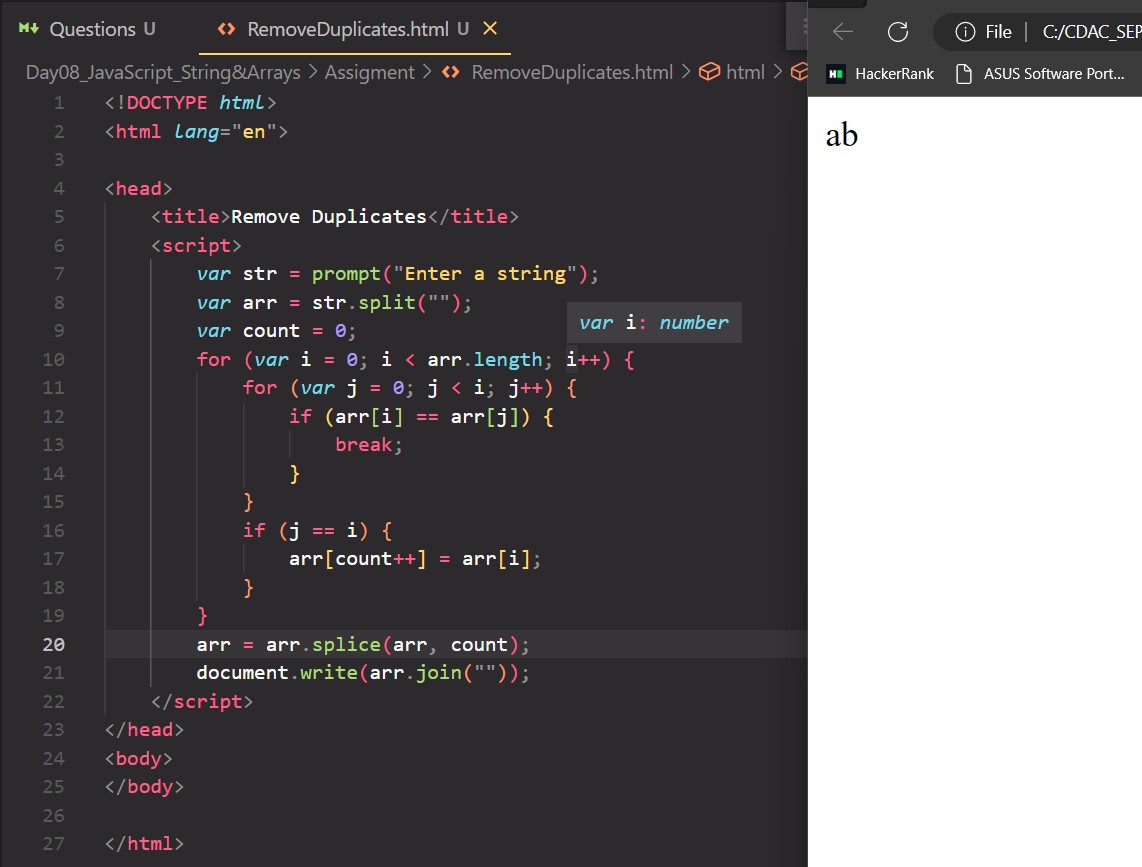 Questions U
RemoveDuplicates.html U
Day08_JavaScript_String&Arrays > Assigment > RemoveDuplicates.html > html >
1 <!DOCTYPE html>
2 <html lang="en">
3
4 <head>
5     <title>Remove Duplicates</title>
6     <script>
7         var str = prompt("Enter a string");
8         var arr = str.split("");
9         var count = 0;
var i: number
10         for (var i = 0; i < arr.length; i++) {
11             for (var j = 0; j < i; j++) {
12                 if (arr[i] == arr[j]) {
13                     break;
14                 }
15             }
16             if (j == i) {
17                 arr[count++] = arr[i];
18             }
19         }
20         arr = arr.splice(arr, count);
21         document.write(arr.join(""));
22     </script>
23 </head>
24 <body>
25 </body>
26
27 </html>
File | C:/CDAC_SEP
HackerRank
ASUS Software Port...
ab